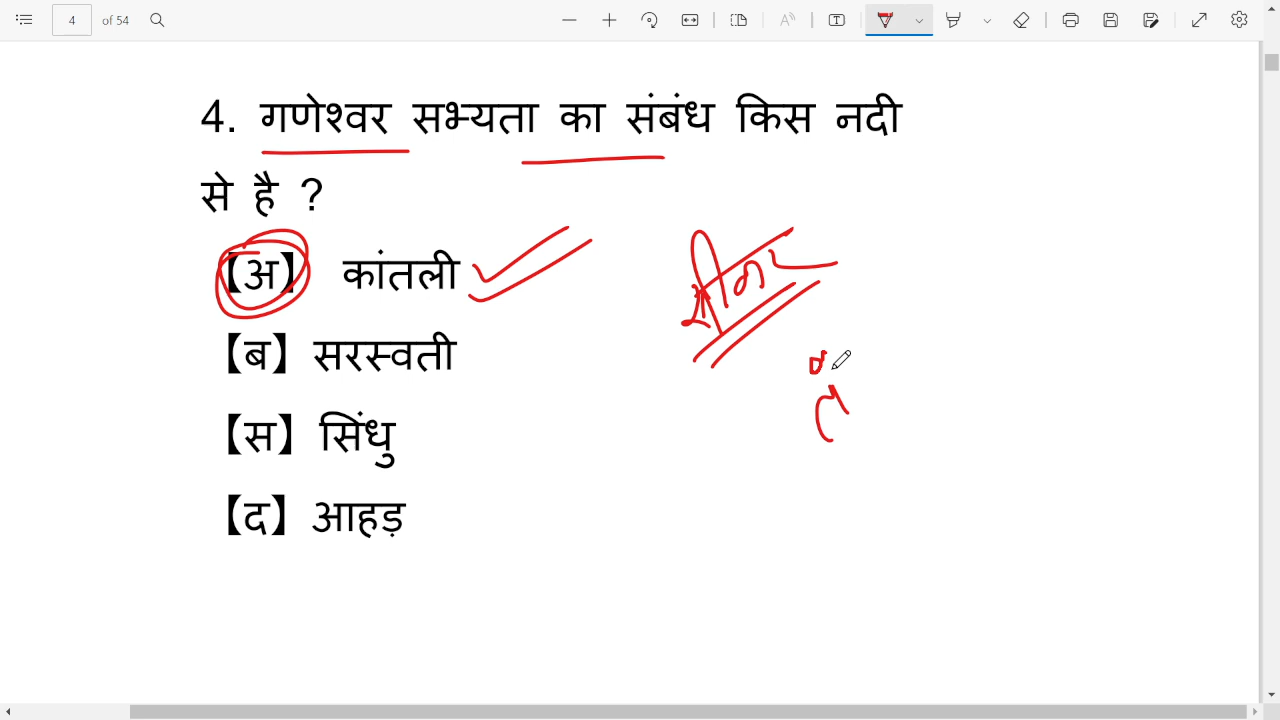 4 of 54
4. गणेश्वर सभ्यता का संबंध किस नदी
से है ?
【अ】 कांतली
【ब】 सरस्वती
【स】 सिंधु
【द】 आहड़